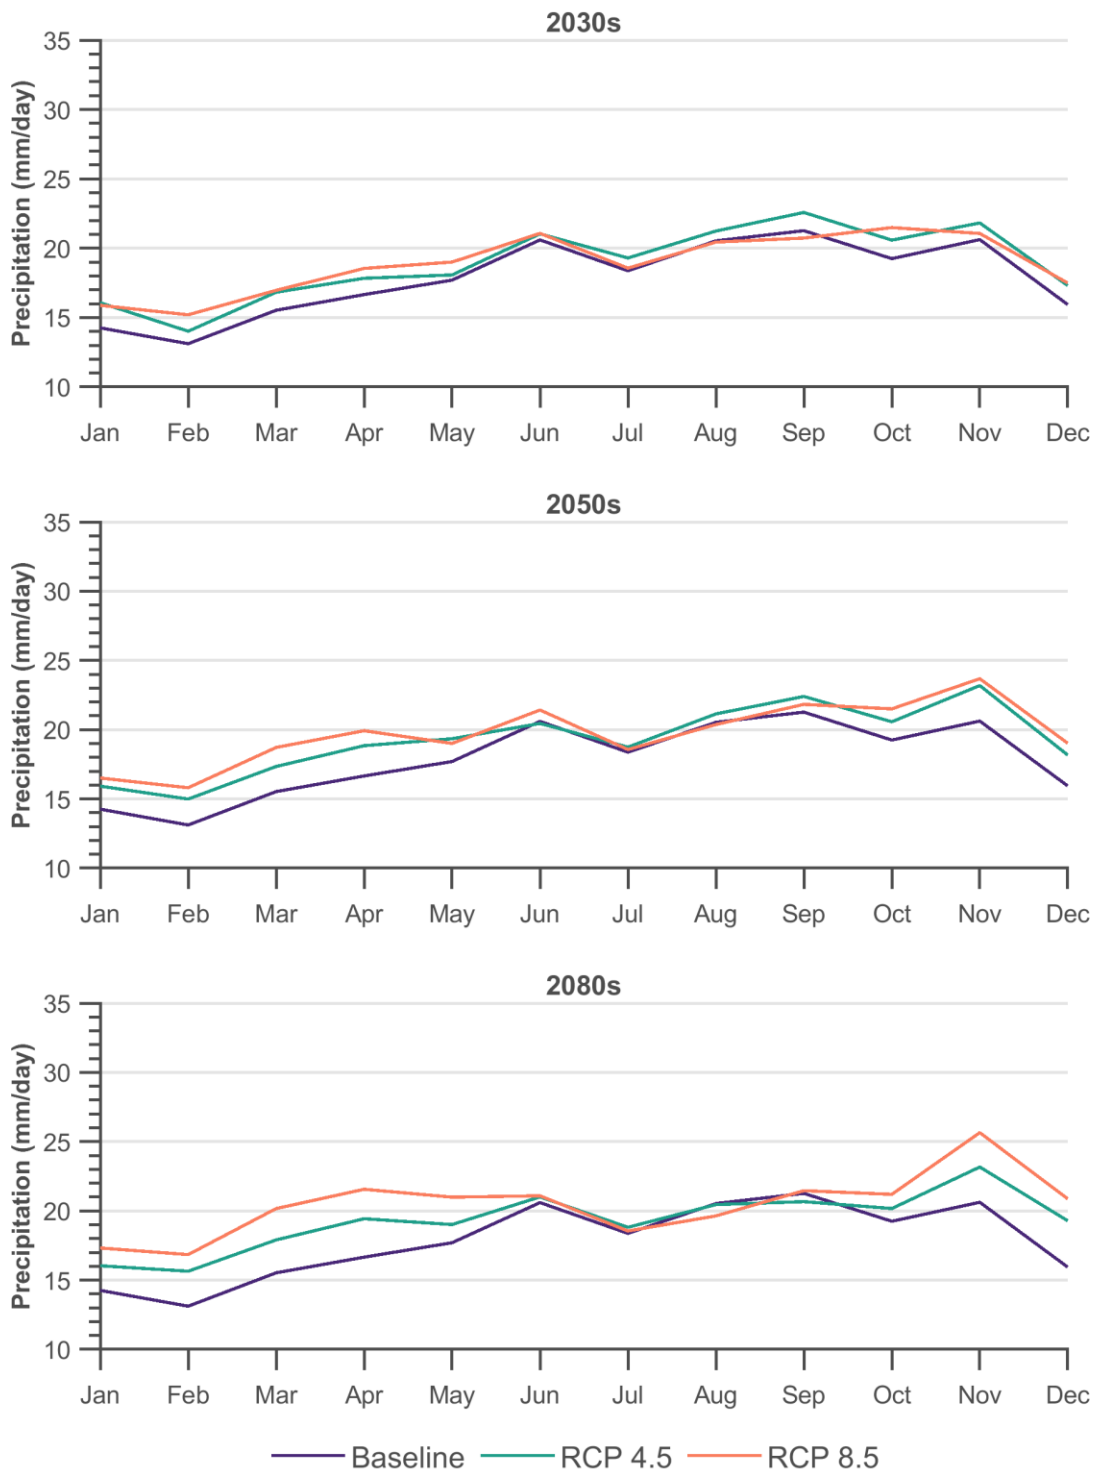 2030s
Precipitation (mm/day)
35
30
25
20
15
10
Jan Feb Mar Apr May Jun Jul Aug Sep Oct Nov Dec
2050s
Precipitation (mm/day)
35
30
25
20
15
10
Jan Feb Mar Apr May Jun Jul Aug Sep Oct Nov Dec
2080s
Precipitation (mm/day)
35
30
25
20
15
10
Jan Feb Mar Apr May Jun Jul Aug Sep Oct Nov Dec
Baseline RCP 4.5 RCP 8.5